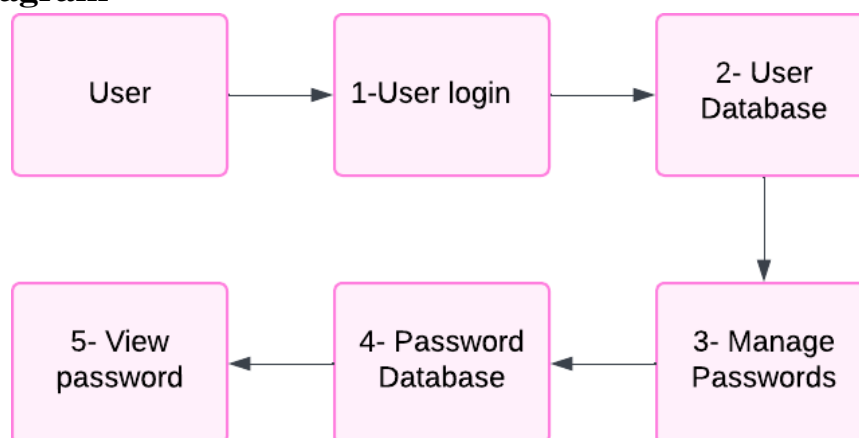 User
1-User login
2- User
Database
5- View
password
4- Password
Database
3- Manage
Passwords